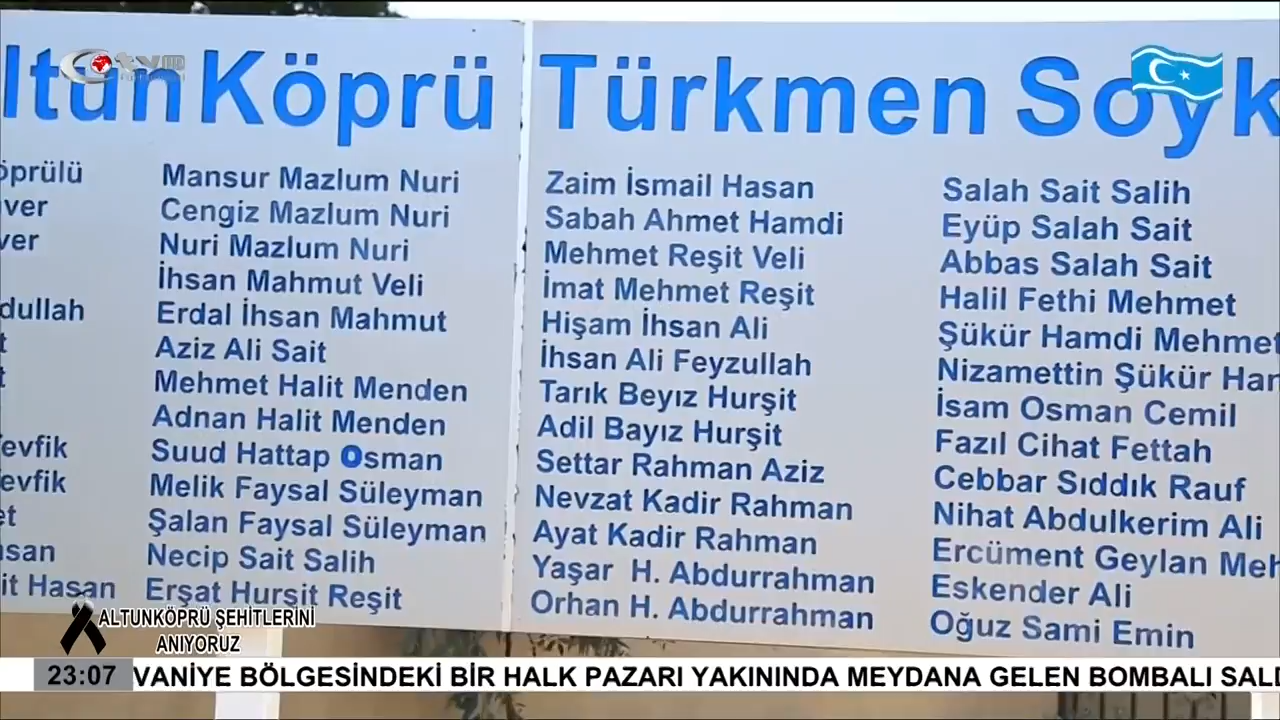 ltun Köprü Türkmen Soyk
öprülü
ver
ver
dullah
t
t
evfik
evfik
et
san
it Hasan
Mansur Mazlum Nuri
Cengiz Mazlum Nuri
Nuri Mazlum Nuri
İhsan Mahmut Veli
Erdal İhsan Mahmut
Aziz Ali Sait
Mehmet Halit Menden
Adnan Halit Menden
Suud Hattap Osman
Melik Faysal Süleyman
Şalan Faysal Süleyman
Necip Sait Salih
Erşat Hurşit Reşit
Zaim İsmail Hasan
Sabah Ahmet Hamdi
Mehmet Reşit Veli
İmat Mehmet Reşit
Hişam İhsan Ali
İhsan Ali Feyzullah
Tarık Beyız Hurşit
Adil Bayız Hurşit
Settar Rahman Aziz
Nevzat Kadir Rahman
Ayat Kadir Rahman
Yaşar H. Abdurrahman
Orhan H. Abdurrahman
Salah Sait Salih
Eyüp Salah Sait
Abbas Salah Sait
Halil Fethi Mehmet
Şükür Hamdi Mehmet
Nizamettin Şükür Ham
İsam Osman Cemil
Fazıl Cihat Fettah
Cebbar Sıddık Rauf
Nihat Abdulkerim Ali
Ercüment Geylan Meh
Eskender Ali
Oğuz Sami Emin
ALTUNKÖPRÜ ŞEHİTLERİNİ
ANIYORUZ
23:07 VANİYE BÖLGESİNDEKİ BİR HALK PAZARI YAKININDA MEYDANA GELEN BOMBALI SALD